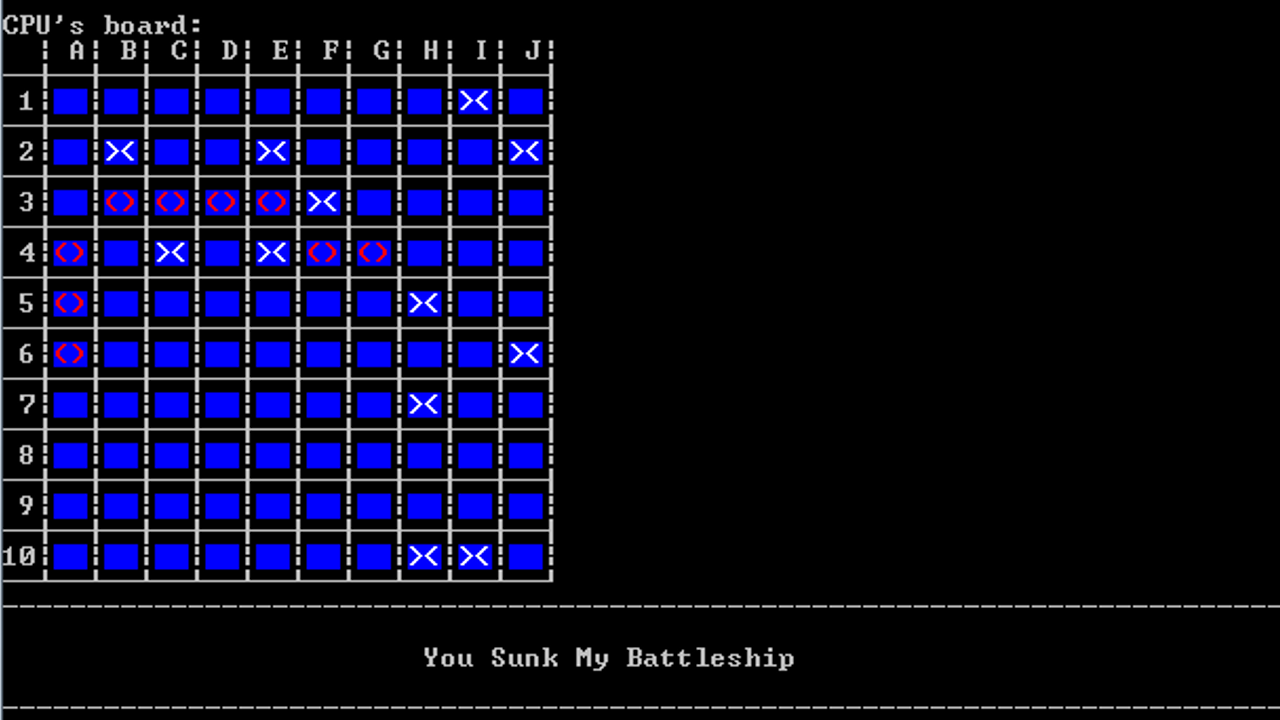 CPU's board:
A B C D E F G H I J
1 ><
2 >< >< ><
3 <> <> <> <> ><
4 <> >< >< <> <>
5 <> ><
6 <> ><
7 ><
8
9
10 >< ><
You Sunk My Battleship